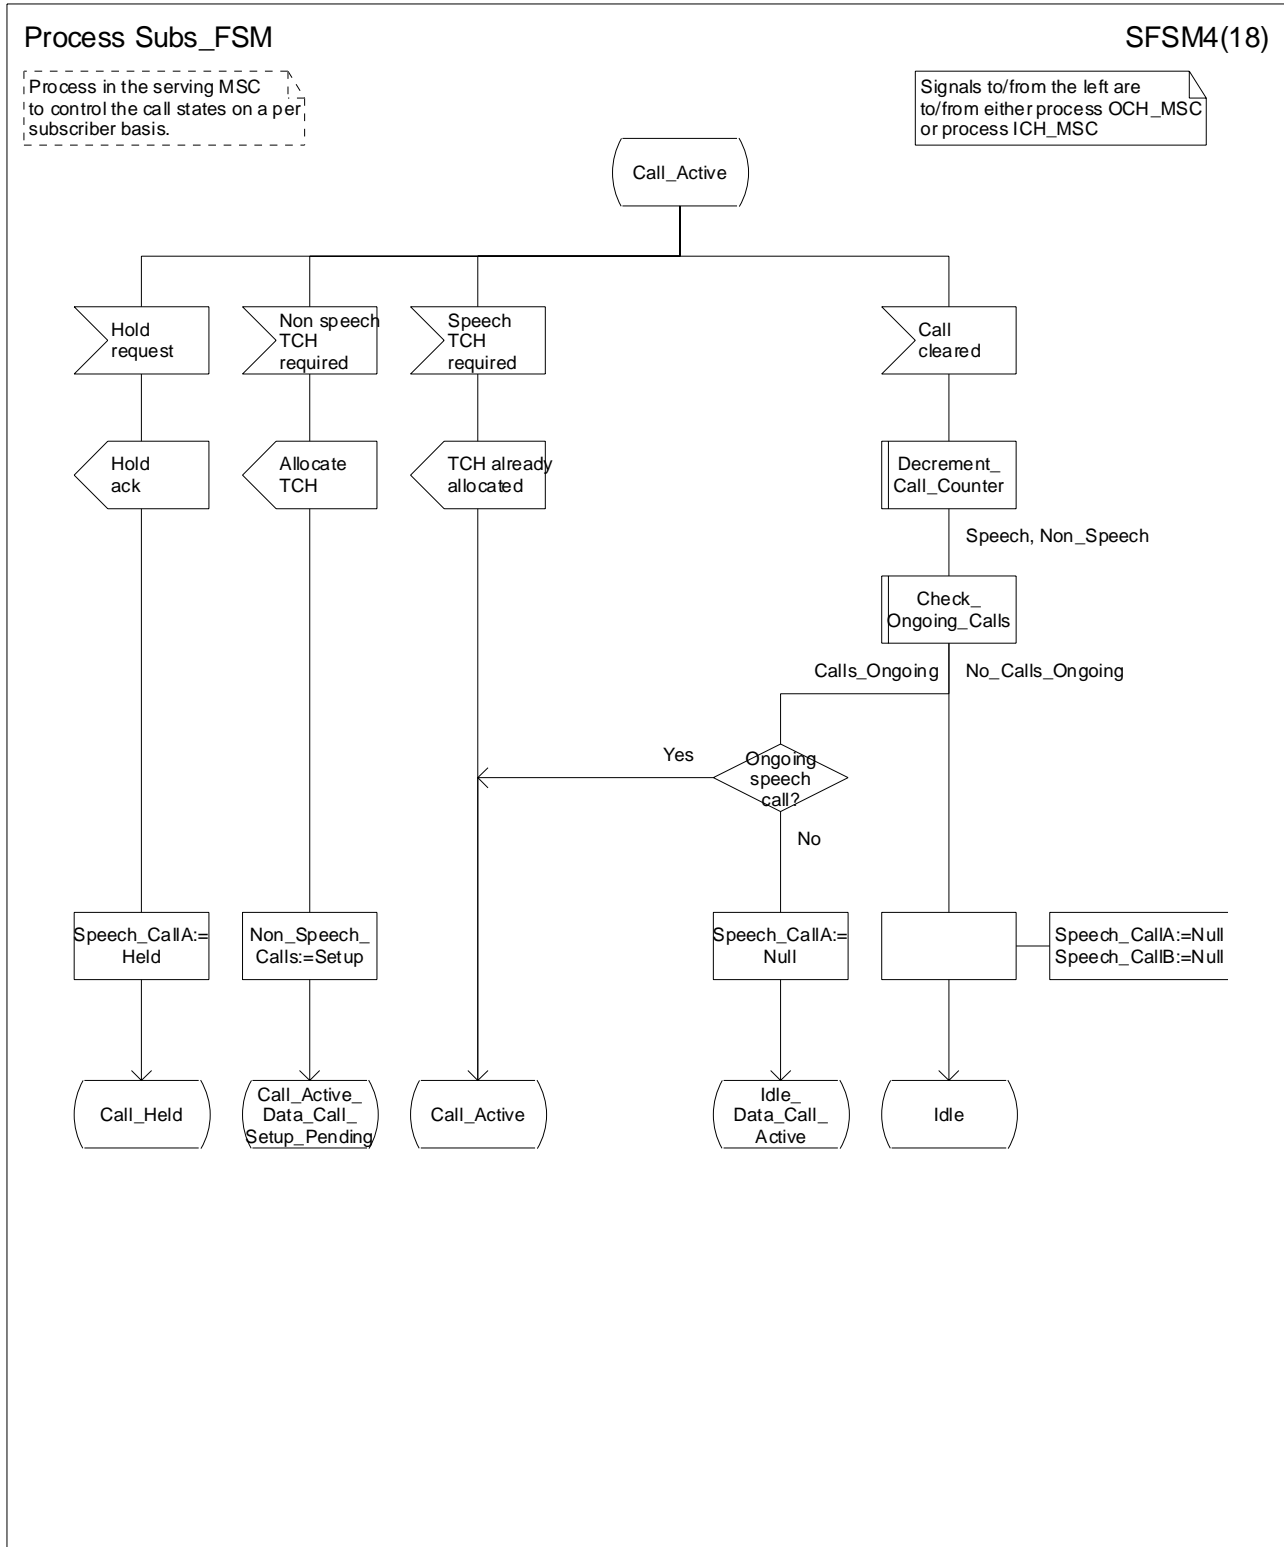 Process Subs_FSM
SFSM4(18)
Process in the serving MSC
to control the call states on a per
subscriber basis.
Signals to/from the left are
to/from either process OCH_MSC
or process ICH_MSC
Call_Active
Hold
request
Non speech
TCH
required
Speech
TCH
required
Call
cleared
Hold
ack
Allocate
TCH
TCH already
allocated
Decrement_
Call_Counter
Speech, Non_Speech
Check_
Ongoing_Calls
Calls_Ongoing
No_Calls_Ongoing
Yes
Ongoing
speech
call?
No
Speech_CallA:=
Held
Non_Speech_
Calls:=Setup
Speech_CallA:=
Null
Speech_CallA:=Null
Speech_CallB:=Null
Call_Held
Call_Active_
Data_Call_
Setup_Pending
Call_Active
Idle_
Data_Call_
Active
Idle